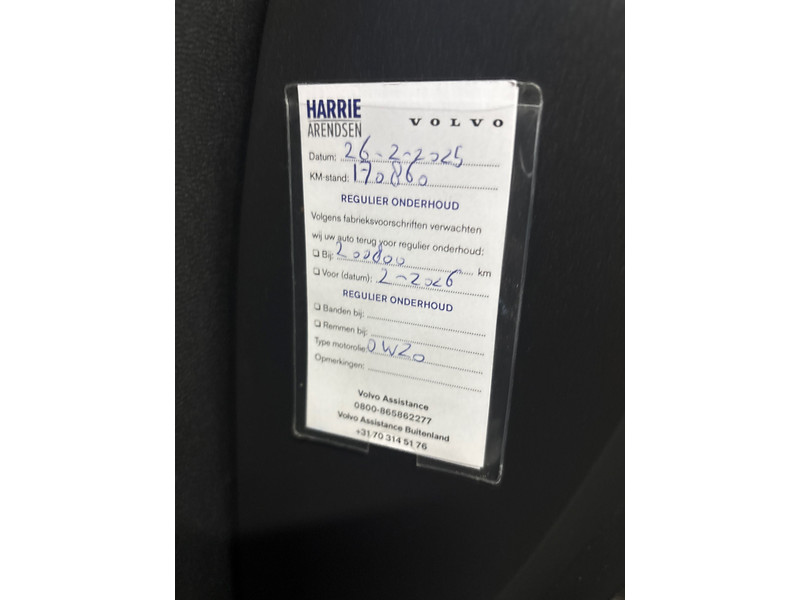 HARRIE
ARENDSEN
VOLVO
Datum: 26-2-2025
KM-stand: 170860
REGULIER ONDERHOUD
Volgens fabrieksvoorschriften verwachten
wij uw auto terug voor regulier onderhoud:
Bij: 200800 km
Voor (datum): 2-2026
REGULIER ONDERHOUD
Banden bij:
Remmen bij:
Type motorolie: 0W20
Opmerkingen:
Volvo Assistance
0800-865862277
Volvo Assistance Buitenland
+31-70 314 51 76